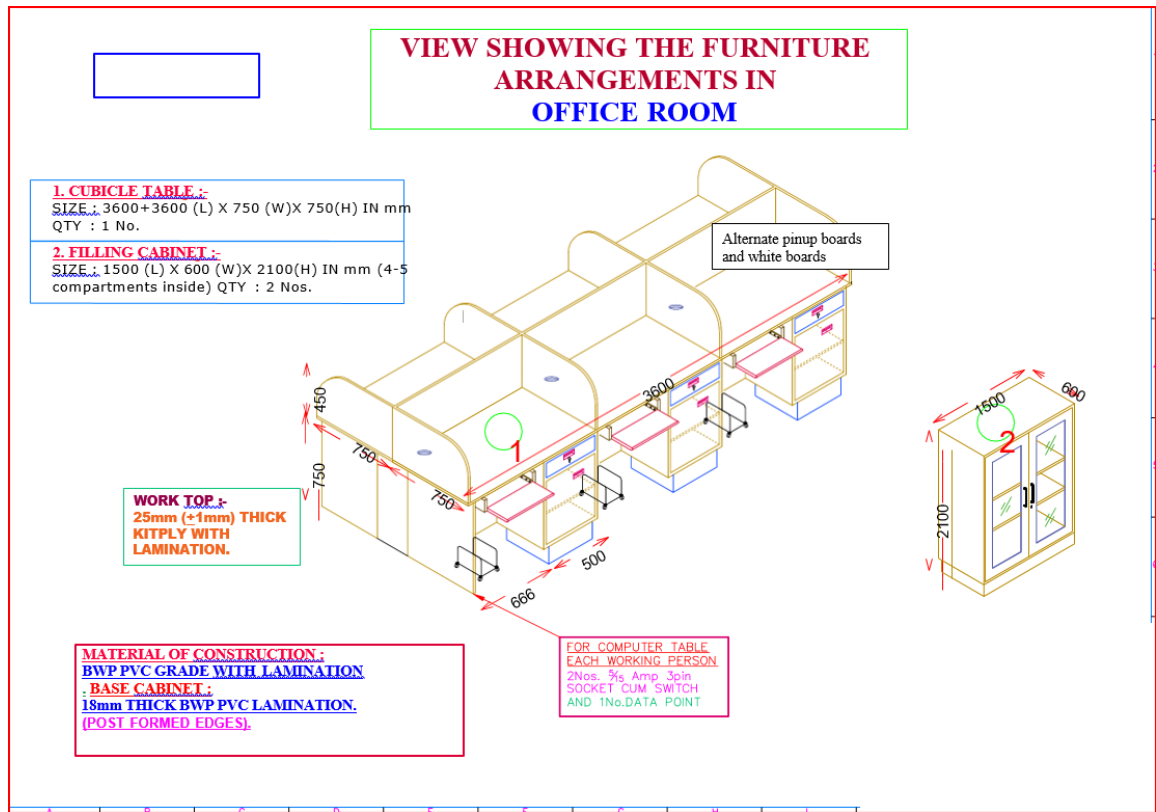 VIEW SHOWING THE FURNITURE
ARRANGEMENTS IN
OFFICE ROOM
1. CUBICLE TABLE :-
SIZE : 3600+3600 (L) X 750 (W)X 750(H) IN mm
QTY : 1 No.
2. FILLING CABINET :-
SIZE : 1500 (L) X 600 (W)X 2100(H) IN mm (4-5
compartments inside) QTY : 2 Nos.
Alternate pinup boards
and white boards
450
750
750
750
3600
1
500
666
1500
600
2
2100
WORK TOP :-
25mm (±1mm) THICK
KITPLY WITH
LAMINATION.
MATERIAL OF CONSTRUCTION :
BWP PVC GRADE WITH LAMINATION
. BASE CABINET :
18mm THICK BWP PVC LAMINATION.
(POST FORMED EDGES).
FOR COMPUTER TABLE
EACH WORKING PERSON
2Nos. 5/15 Amp 3pin
SOCKET CUM SWITCH
AND 1No.DATA POINT